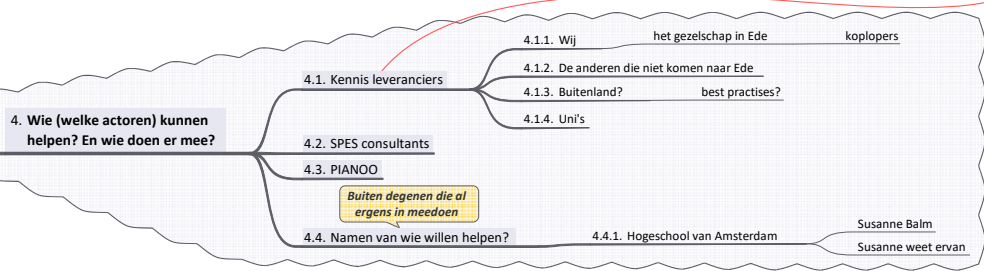 4. Wie (welke actoren) kunnen
helpen? En wie doen er mee?
4.1. Kennis leveranciers
4.1.1. Wij
het gezelschap in Ede
koplopers
4.1.2. De anderen die niet komen naar Ede
4.1.3. Buitenland?
best practises?
4.1.4. Uni's
4.2. SPES consultants
4.3. PIANOO
Buiten degenen die al
ergens in meedoen
4.4. Namen van wie willen helpen?
4.4.1. Hogeschool van Amsterdam
Susanne Balm
Susanne weet ervan